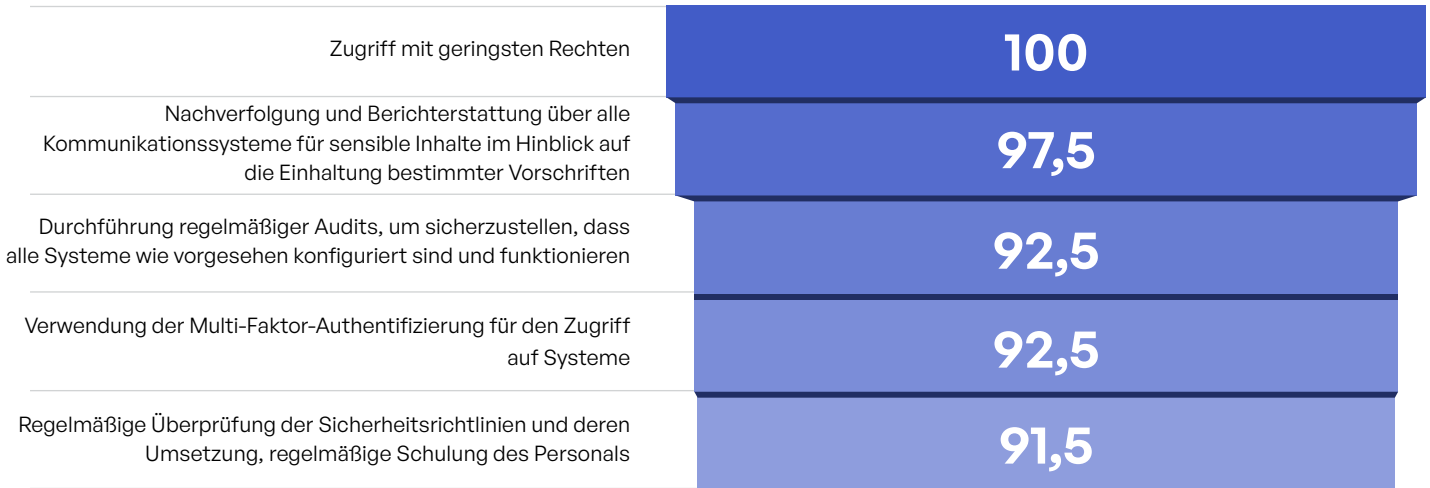 Zugriff mit geringsten Rechten
100
Nachverfolgung und Berichterstattung über alle
Kommunikationssysteme für sensible Inhalte im Hinblick auf
die Einhaltung bestimmter Vorschriften
97,5
Durchführung regelmäßiger Audits, um sicherzustellen, dass
alle Systeme wie vorgesehen konfiguriert sind und funktionieren
92,5
Verwendung der Multi-Faktor-Authentifizierung für den Zugriff
auf Systeme
92,5
Regelmäßige Überprüfung der Sicherheitsrichtlinien und deren
Umsetzung, regelmäßige Schulung des Personals
91,5